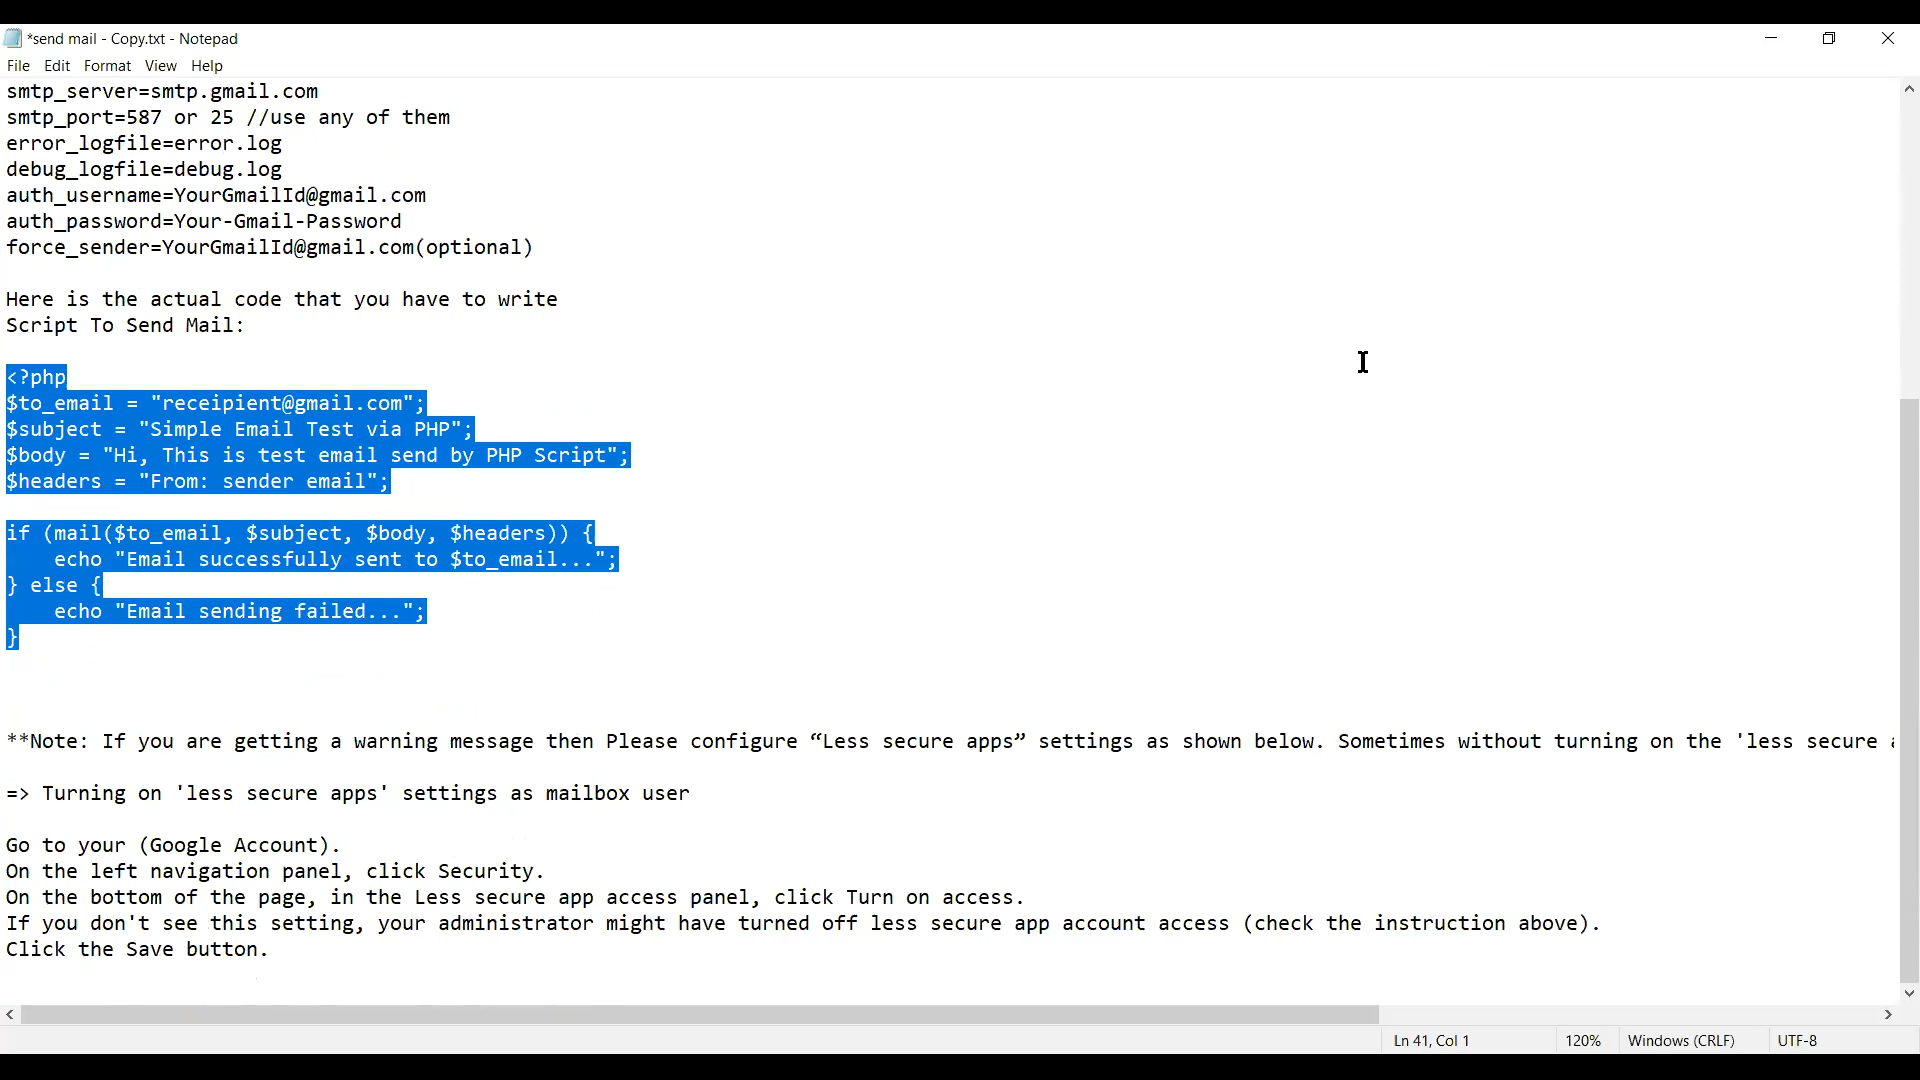 *send mail - Copy.txt - Notepad
File Edit Format View Help
smtp_server=smtp.gmail.com
smtp_port=587 or 25 //use any of them
error_logfile=error.log
debug_logfile=debug.log
auth_username=YourGmailId@gmail.com
auth_password=Your-Gmail-Password
force_sender=YourGmailId@gmail.com(optional)
Here is the actual code that you have to write
Script To Send Mail:
<?php
$to_email = "receipient@gmail.com";
$subject = "Simple Email Test via PHP";
$body = "Hi, This is test email send by PHP Script";
$headers = "From: sender email";
if (mail($to_email, $subject, $body, $headers)) {
    echo "Email successfully sent to $to_email...";
} else {
    echo "Email sending failed...";
}
**Note: If you are getting a warning message then Please configure “Less secure apps” settings as shown below. Sometimes without turning on the 'less secure
=> Turning on 'less secure apps' settings as mailbox user
Go to your (Google Account).
On the left navigation panel, click Security.
On the bottom of the page, in the Less secure app access panel, click Turn on access.
If you don't see this setting, your administrator might have turned off less secure app account access (check the instruction above).
Click the Save button.
Ln 41, Col 1 120% Windows (CRLF) UTF-8